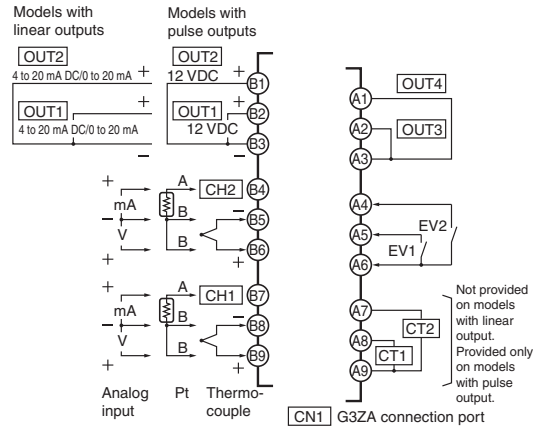 Models with
linear outputs
Models with
pulse outputs
OUT2
4 to 20 mA DC/0 to 20 mA
+
OUT2
12 VDC
+
B1
OUT1
4 to 20 mA DC/0 to 20 mA
+
OUT1
12 VDC
+
B2
−
−
B3
+
mA
−
V
+
A
B
B
CH2
−
+
B4
B5
B6
+
mA
−
V
+
A
B
B
CH1
−
+
B7
B8
B9
Analog
input
Pt
Thermo-
couple
A1
OUT4
A2
OUT3
A3
A4
A5
EV1
EV2
A6
A7
CT2
A8
CT1
A9
Not provided
on models
with linear
output.
Provided only
on models
with pulse
output.
CN1 G3ZA connection port